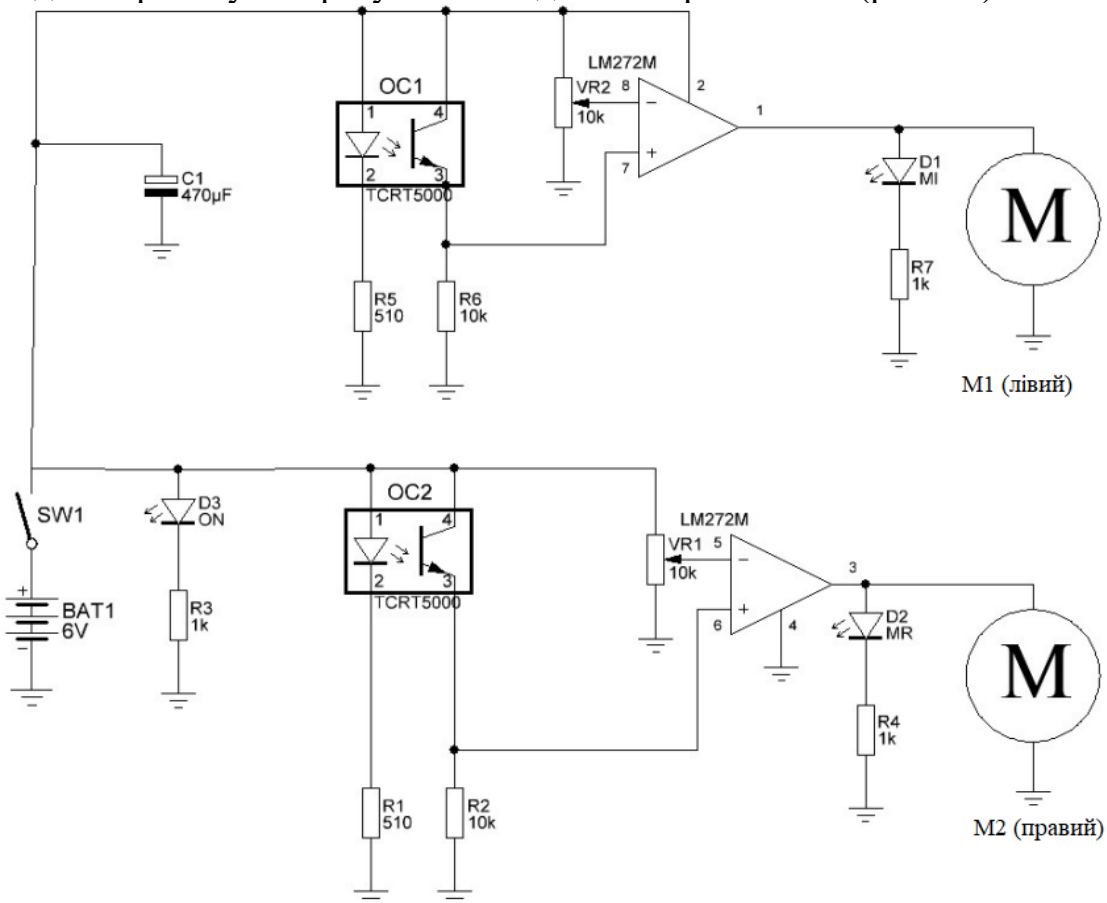 OC1
1
4
2
3
TCRT5000
R5
510
R6
10k
C1
470µF
LM272M
VR2
10k
8
7
2
1
D1
MI
R7
1k
M
M1 (лівий)
SW1
BAT1
6V
D3
ON
R3
1k
OC2
1
4
2
3
TCRT5000
R1
510
R2
10k
LM272M
VR1
10k
5
6
4
3
D2
MR
R4
1k
M
M2 (правий)